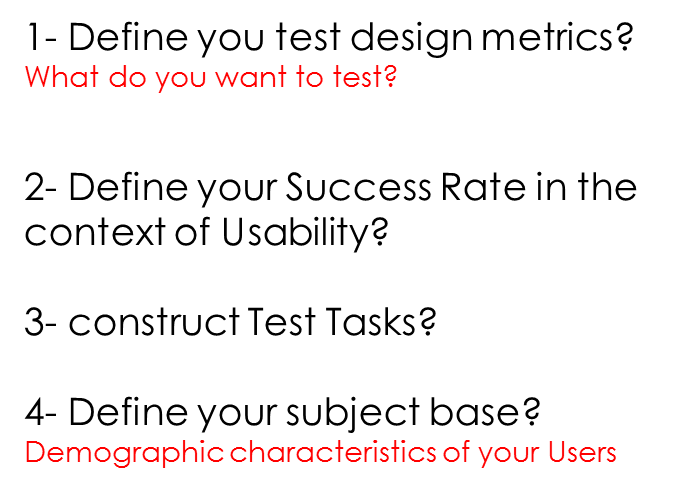 1- Define you test design metrics?
What do you want to test?
2- Define your Success Rate in the
context of Usability?
3- construct Test Tasks?
4- Define your subject base?
Demographic characteristics of your Users